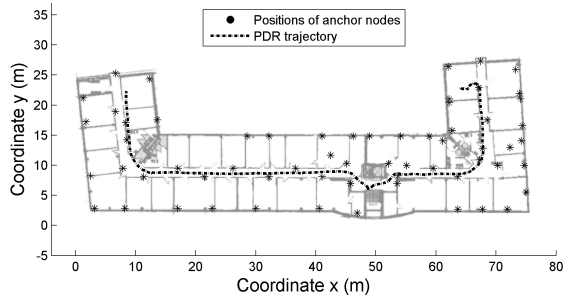 Positions of anchor nodes
PDR trajectory
35
30
25
20
15
10
5
0
-5
Coordinate y (m)
0 10 20 30 40 50 60 70 80
Coordinate x (m)